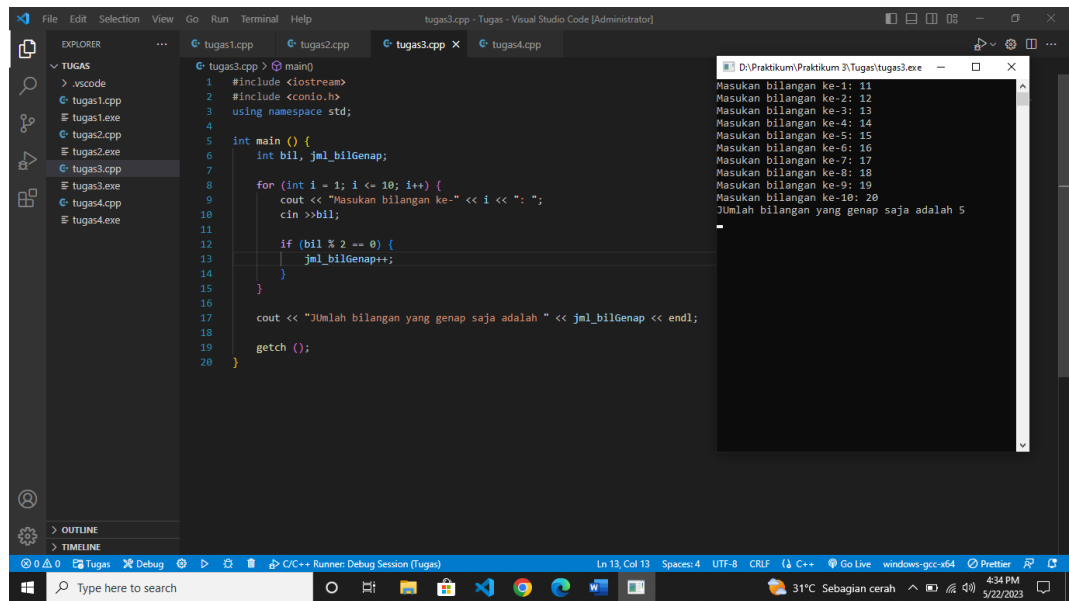 File Edit Selection View Go Run Terminal Help tugas3.cpp - Tugas - Visual Studio Code [Administrator]
EXPLORER
TUGAS
.vscode
tugas1.cpp
tugas1.exe
tugas2.cpp
tugas2.exe
tugas3.cpp
tugas3.exe
tugas4.cpp
tugas4.exe
OUTLINE
TIMELINE
tugas1.cpp tugas2.cpp tugas3.cpp tugas4.cpp
tugas3.cpp > main()
1 #include <iostream>
2 #include <conio.h>
3 using namespace std;
4
5 int main () {
6 int bil, jml_bilGenap;
7
8 for (int i = 1; i <= 10; i++) {
9 cout << "Masukan bilangan ke-" << i << ": ";
10 cin >>bil;
11
12 if (bil % 2 == 0) {
13 jml_bilGenap++;
14 }
15 }
16
17 cout << "JUmlah bilangan yang genap saja adalah " << jml_bilGenap << endl;
18
19 getch ();
20 }
D:\Praktikum\Praktikum 3\Tugas\tugas3.exe
Masukan bilangan ke-1: 11
Masukan bilangan ke-2: 12
Masukan bilangan ke-3: 13
Masukan bilangan ke-4: 14
Masukan bilangan ke-5: 15
Masukan bilangan ke-6: 16
Masukan bilangan ke-7: 17
Masukan bilangan ke-8: 18
Masukan bilangan ke-9: 19
Masukan bilangan ke-10: 20
JUmlah bilangan yang genap saja adalah 5
0 0 Tugas Debug C/C++ Runner: Debug Session (Tugas) Ln 13, Col 13 Spaces: 4 UTF-8 CRLF C++ Go Live windows-gcc-x64 Prettier
Type here to search 31°C Sebagian cerah 4:34 PM
5/22/2023